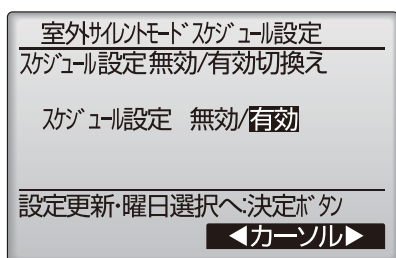 室外ｻｲﾚﾝﾄﾓｰﾄﾞｽｹｼﾞｭｰﾙ設定
ｽｹｼﾞｭｰﾙ設定無効/有効切換え
ｽｹｼﾞｭｰﾙ設定 無効/有効
設定更新･曜日選択へ:決定ﾎﾞﾀﾝ
◀カーソル▶